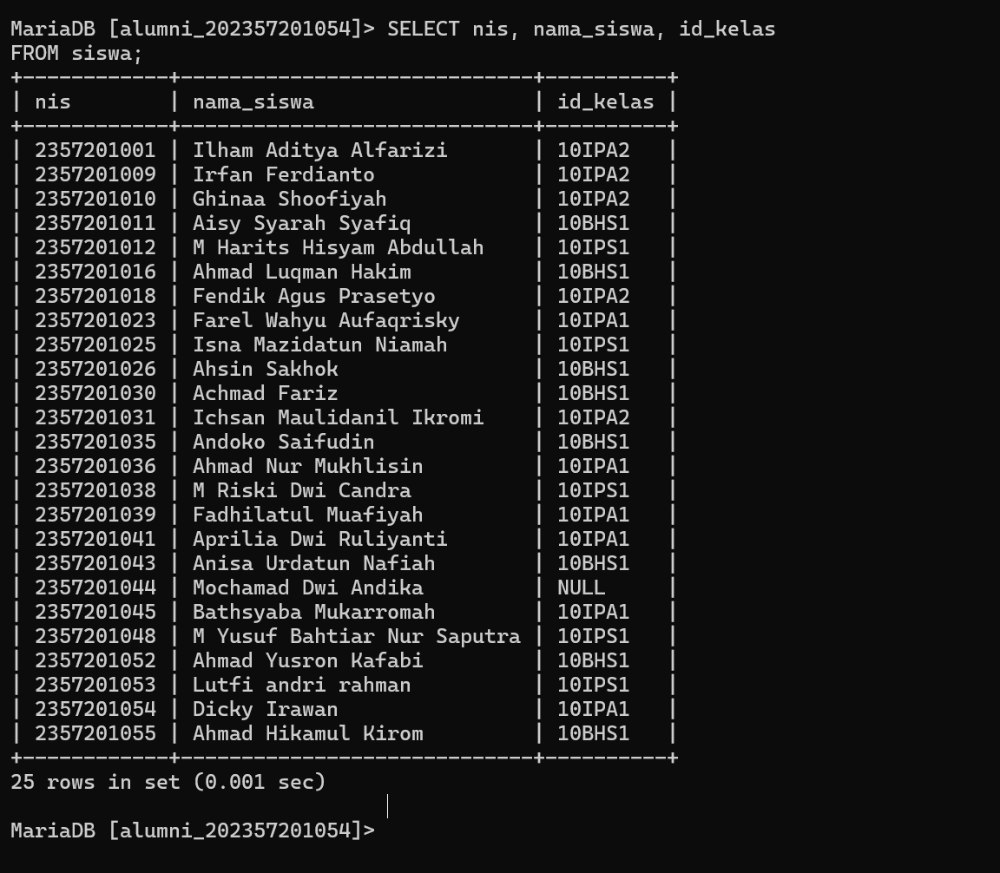 MariaDB [alumni_202357201054]> SELECT nis, nama_siswa, id_kelas
FROM siswa;
+------------+-----------------------------+----------+
| nis        | nama_siswa                  | id_kelas |
+------------+-----------------------------+----------+
| 2357201001 | Ilham Aditya Alfarizi       | 10IPA2   |
| 2357201009 | Irfan Ferdianto             | 10IPA2   |
| 2357201010 | Ghinaa Shoofiyah            | 10IPA2   |
| 2357201011 | Aisy Syarah Syafiq          | 10BHS1   |
| 2357201012 | M Harits Hisyam Abdullah    | 10IPS1   |
| 2357201016 | Ahmad Luqman Hakim          | 10BHS1   |
| 2357201018 | Fendik Agus Prasetyo        | 10IPA2   |
| 2357201023 | Farel Wahyu Aufaqrisky      | 10IPA1   |
| 2357201025 | Isna Mazidatun Niamah       | 10IPS1   |
| 2357201026 | Ahsin Sakhok                | 10BHS1   |
| 2357201030 | Achmad Fariz                | 10BHS1   |
| 2357201031 | Ichsan Maulidanil Ikromi    | 10IPA2   |
| 2357201035 | Andoko Saifudin             | 10BHS1   |
| 2357201036 | Ahmad Nur Mukhlisin         | 10IPA1   |
| 2357201038 | M Riski Dwi Candra          | 10IPS1   |
| 2357201039 | Fadhilatul Muafiyah         | 10IPA1   |
| 2357201041 | Aprilia Dwi Ruliyanti       | 10IPA1   |
| 2357201043 | Anisa Urdatun Nafiah        | 10BHS1   |
| 2357201044 | Mochamad Dwi Andika         | NULL     |
| 2357201045 | Bathsyaba Mukarromah        | 10IPA1   |
| 2357201048 | M Yusuf Bahtiar Nur Saputra | 10IPS1   |
| 2357201052 | Ahmad Yusron Kafabi         | 10BHS1   |
| 2357201053 | Lutfi andri rahman          | 10IPS1   |
| 2357201054 | Dicky Irawan                | 10IPA1   |
| 2357201055 | Ahmad Hikamul Kirom         | 10BHS1   |
+------------+-----------------------------+----------+
25 rows in set (0.001 sec)
MariaDB [alumni_202357201054]>